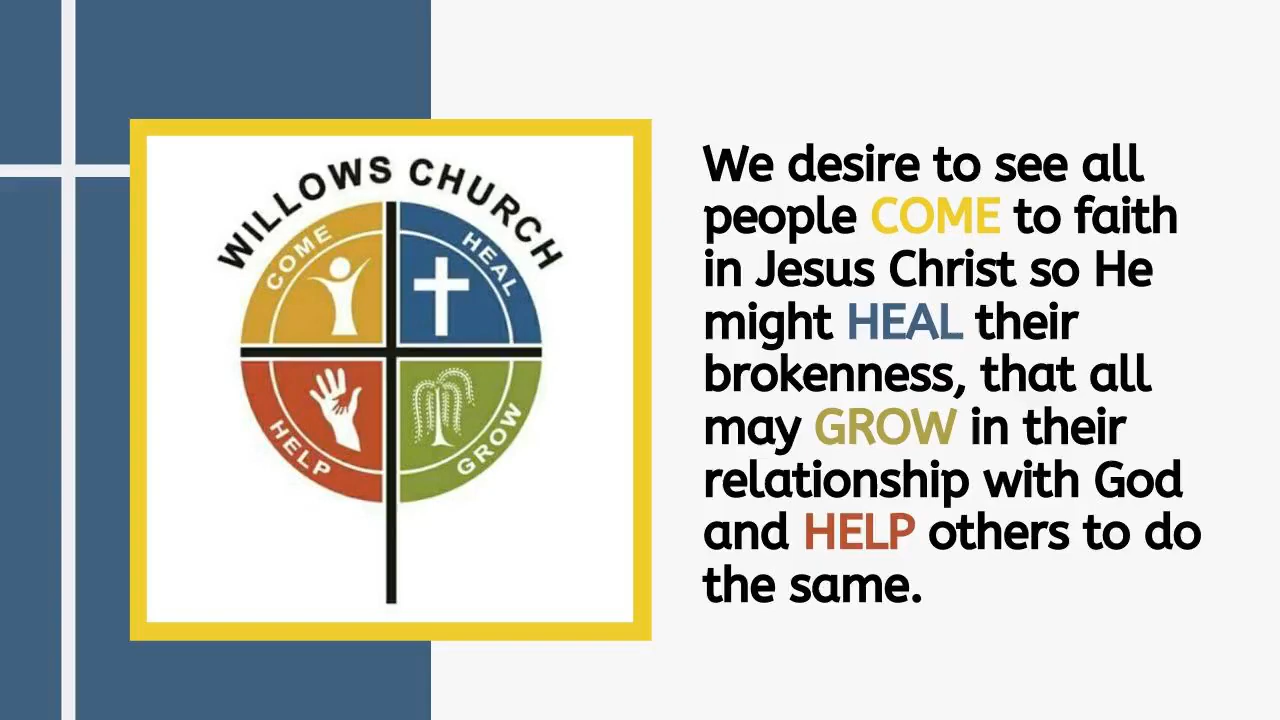 WILLOWS CHURCH
COME
HEAL
HELP
GROW
We desire to see all
people COME to faith
in Jesus Christ so He
might HEAL their
brokenness, that all
may GROW in their
relationship with God
and HELP others to do
the same.